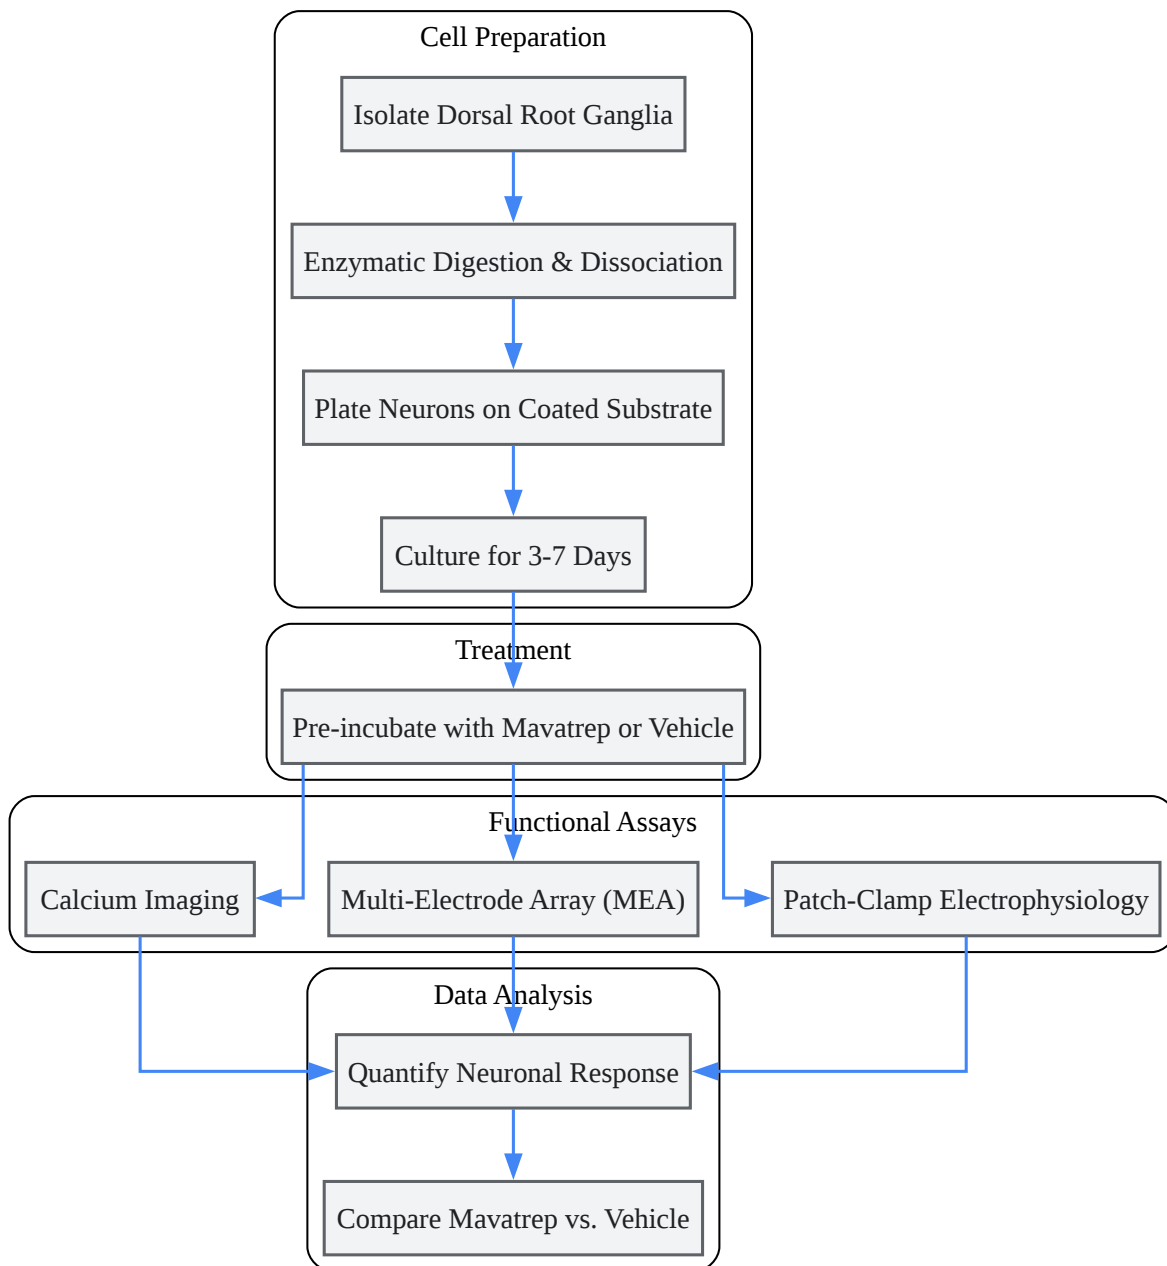 Cell Preparation
Isolate Dorsal Root Ganglia
Enzymatic Digestion & Dissociation
Plate Neurons on Coated Substrate
Culture for 3-7 Days
Treatment
Pre-incubate with Mavatrep or Vehicle
Functional Assays
Calcium Imaging
Multi-Electrode Array (MEA)
Patch-Clamp Electrophysiology
Data Analysis
Quantify Neuronal Response
Compare Mavatrep vs. Vehicle